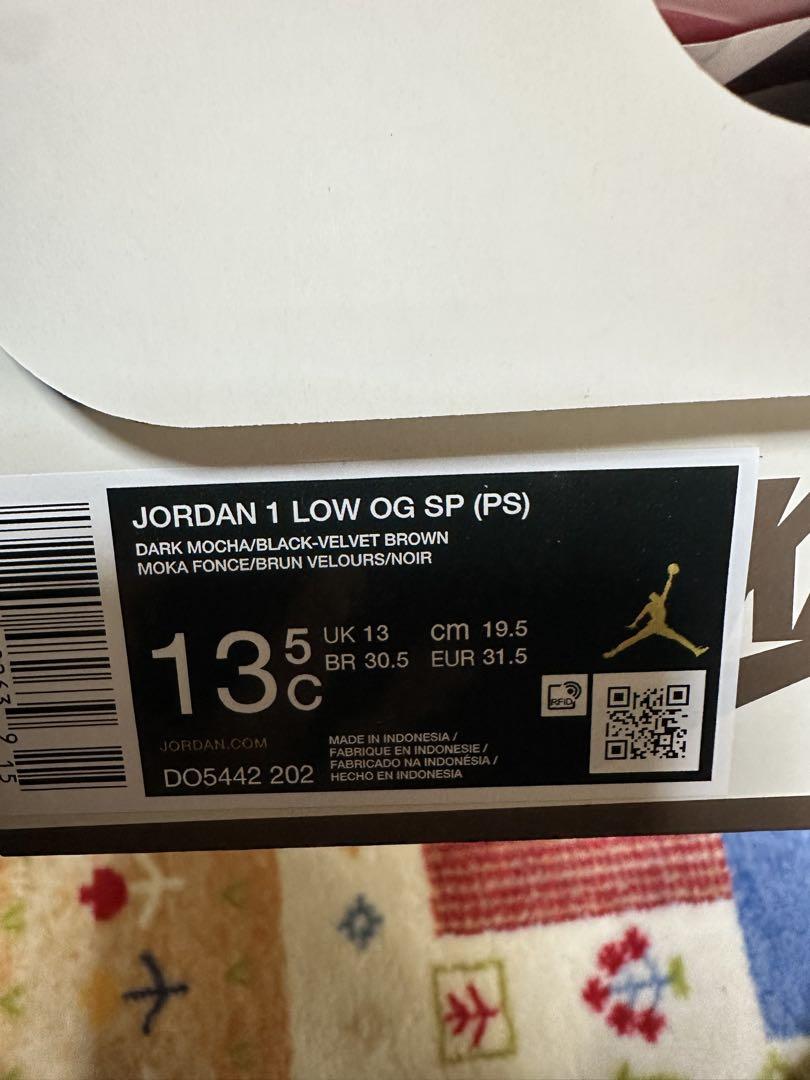 JORDAN 1 LOW OG SP (PS)
DARK MOCHA/BLACK-VELVET BROWN
MOKA FONCE/BRUN VELOURS/NOIR
13 5 C
UK 13 cm 19.5
BR 30.5 EUR 31.5
RFID
JORDAN.COM
DO5442 202
MADE IN INDONESIA /
FABRIQUE EN INDONESIE /
FABRICADO NA INDONÉSIA /
HECHO EN INDONESIA